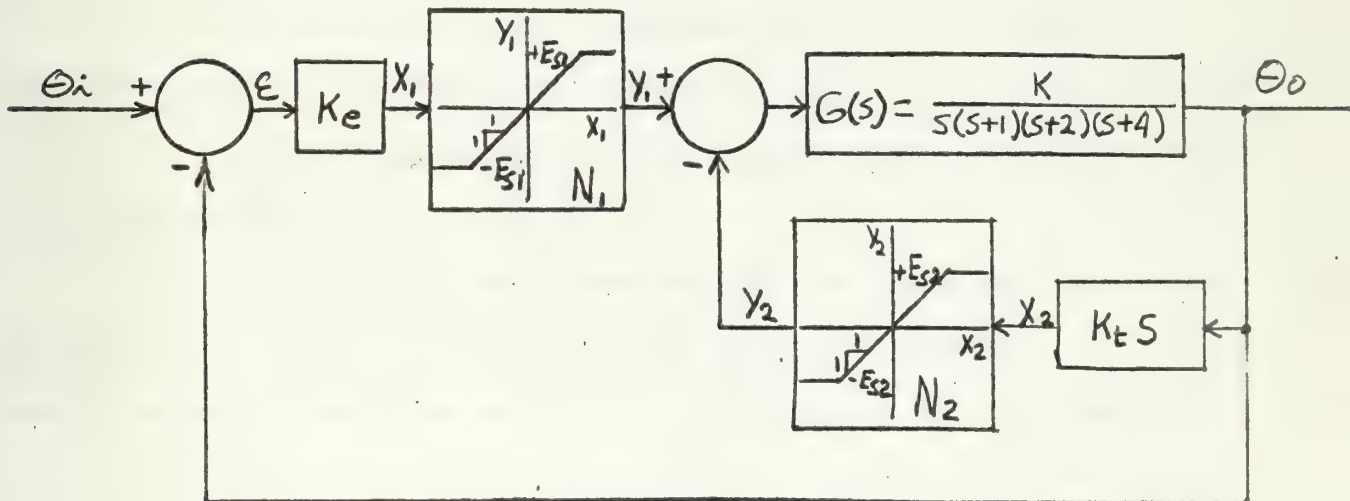 Θi
+
-
ε
Ke
X1
Y1
+Es1
X1
1
1
-Es1
N1
Y1
+
-
G(s) = K / s(s+1)(s+2)(s+4)
Θo
Y2
+Es2
X2
1
1
-Es2
N2
Y2
X2
Kt S